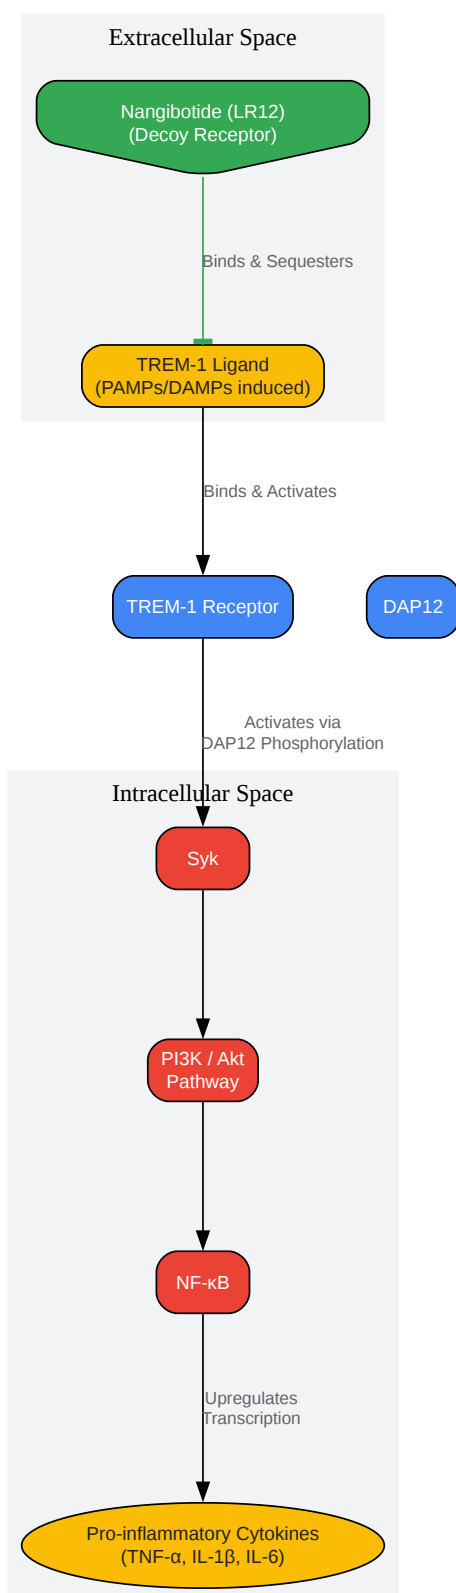 Extracellular Space
Nangibotide (LR12)
(Decoy Receptor)
Binds & Sequesters
TREM-1 Ligand
(PAMPs/DAMPs induced)
Binds & Activates
TREM-1 Receptor
DAP12
Activates via
DAP12 Phosphorylation
Intracellular Space
Syk
PI3K / Akt
Pathway
NF-κB
Upregulates
Transcription
Pro-inflammatory Cytokines
(TNF-α, IL-1β, IL-6)